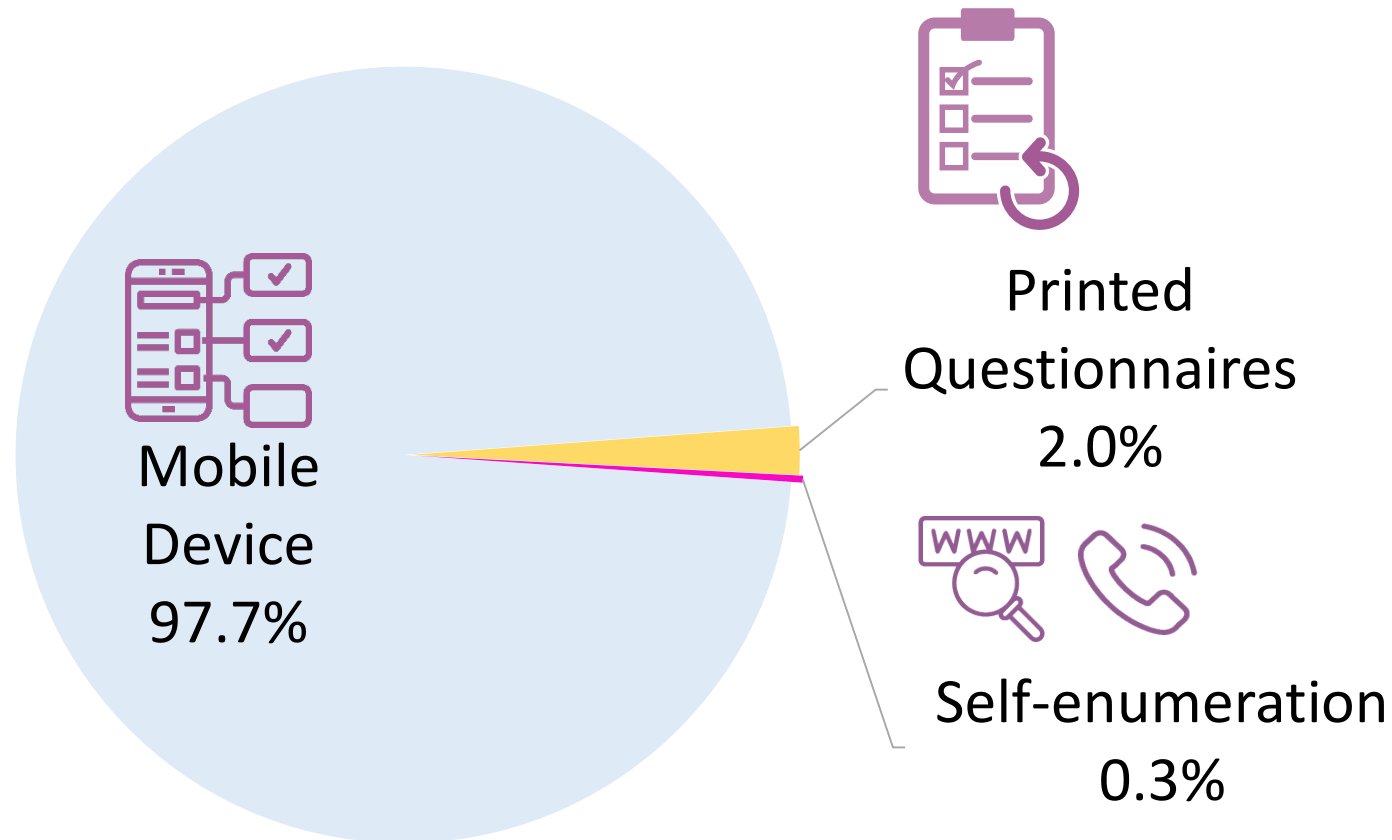 Mobile
Device
97.7%
Printed
Questionnaires
2.0%
WWW
Self-enumeration
0.3%